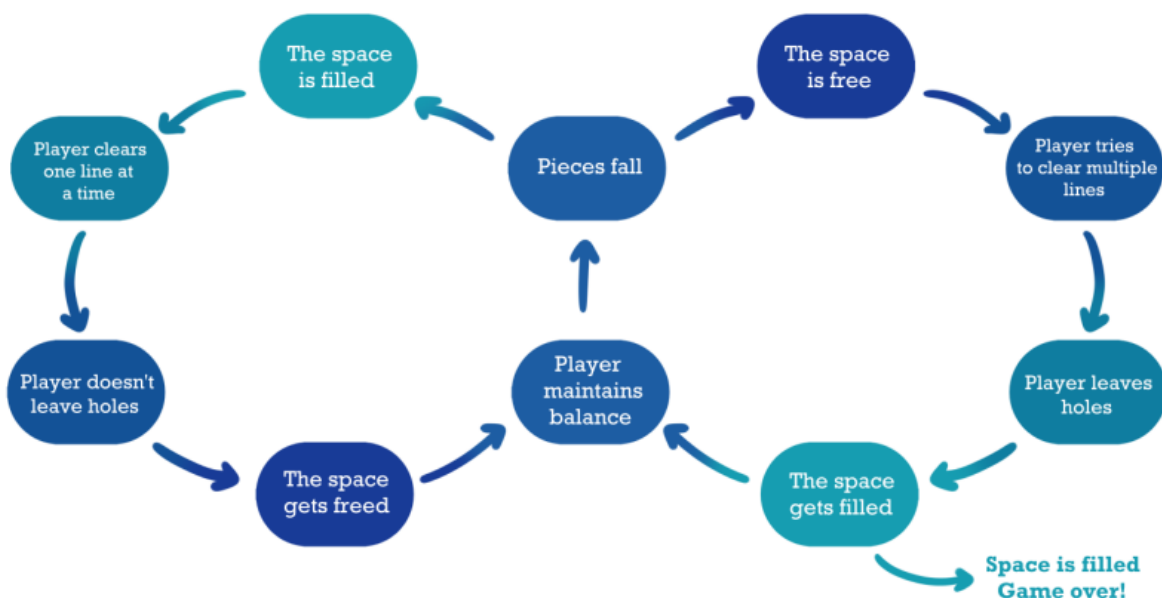 The space
is filled
The space
is free
Player clears
one line at
a time
Pieces fall
Player tries
to clear multiple
lines
Player doesn't
leave holes
Player
maintains
balance
Player leaves
holes
The space
gets freed
The space
gets filled
Space is filled
Game over!